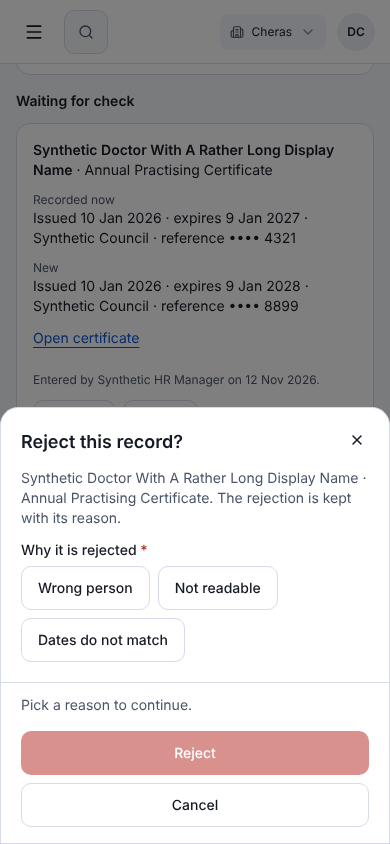 Cheras
DC
Waiting for check
Synthetic Doctor With A Rather Long Display
Name · Annual Practising Certificate
Recorded now
Issued 10 Jan 2026 · expires 9 Jan 2027 ·
Synthetic Council · reference •••• 4321
New
Issued 10 Jan 2026 · expires 9 Jan 2028 ·
Synthetic Council · reference •••• 8899
Open certificate
Entered by Synthetic HR Manager on 12 Nov 2026.
Reject this record?
Synthetic Doctor With A Rather Long Display Name ·
Annual Practising Certificate. The rejection is kept
with its reason.
Why it is rejected *
Wrong person
Not readable
Dates do not match
Pick a reason to continue.
Reject
Cancel